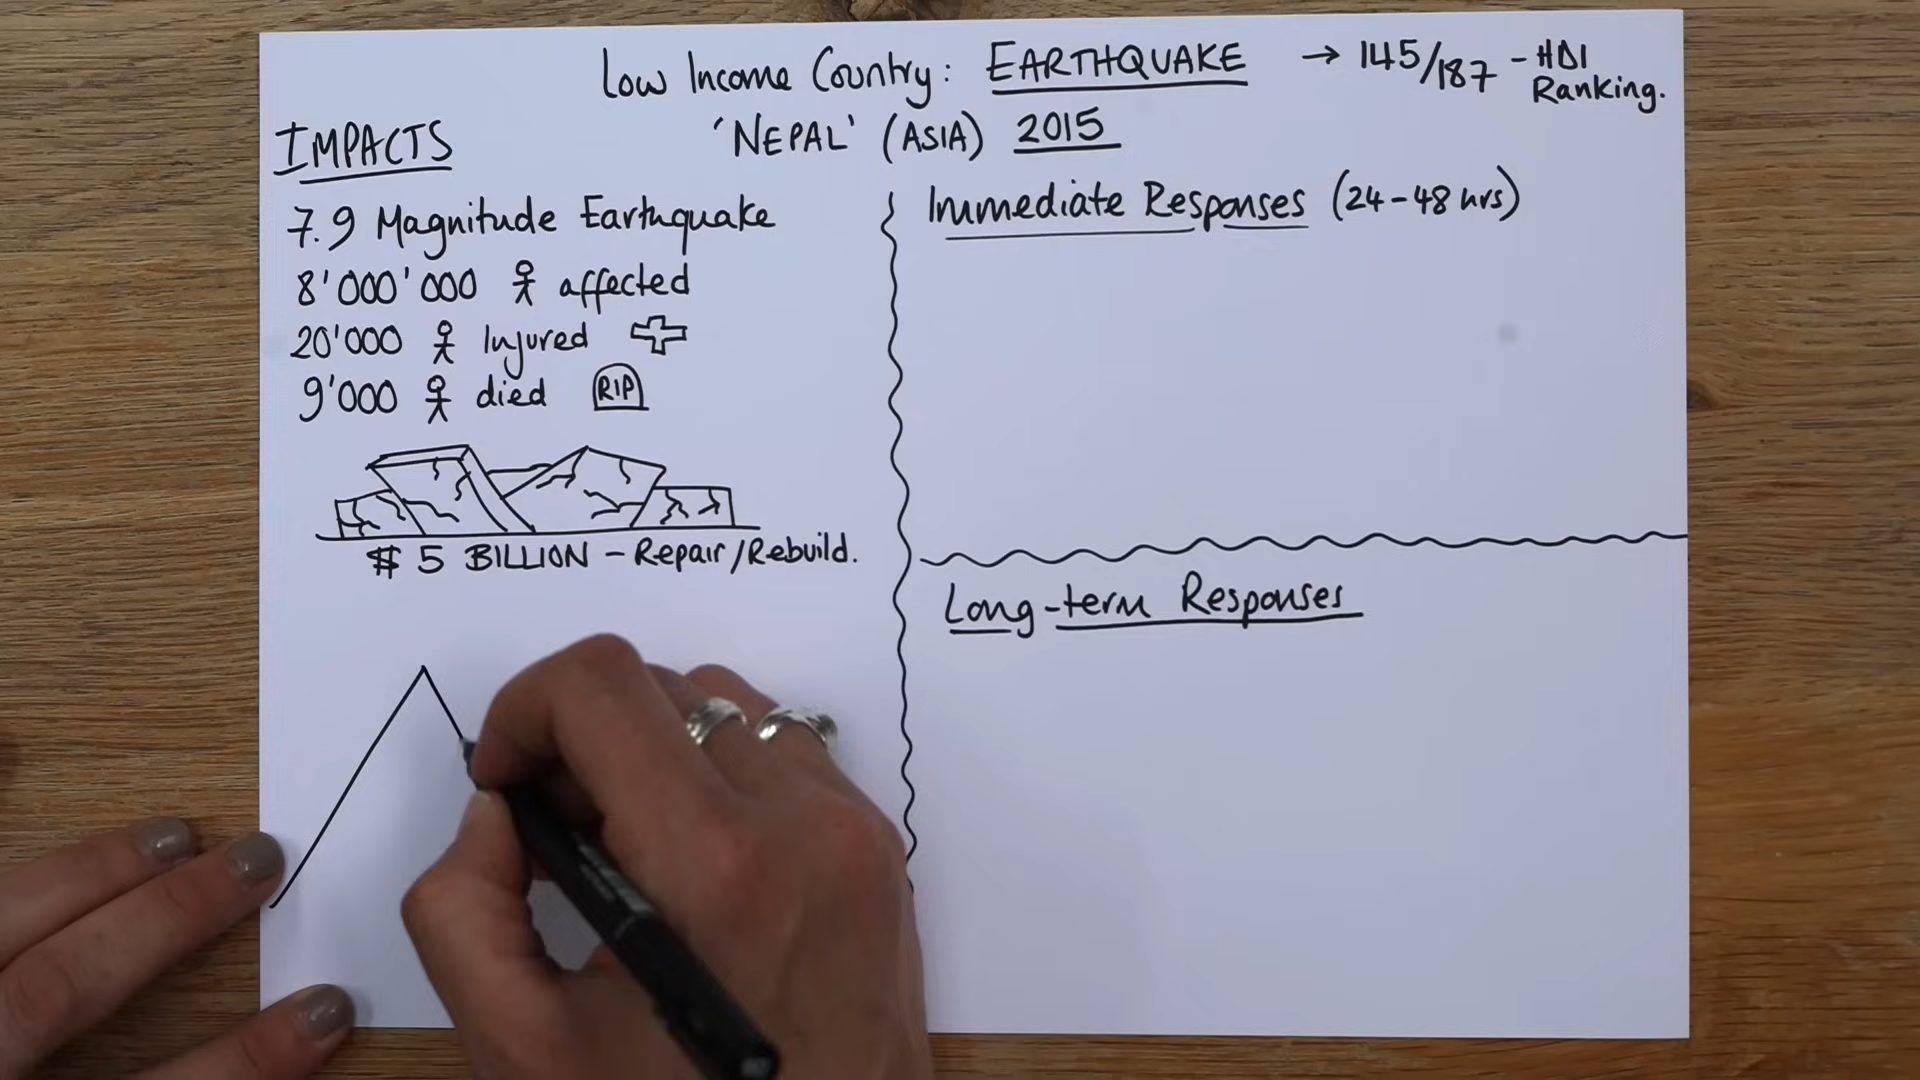 Low Income Country: EARTHQUAKE → 145/187 - HDI Ranking.
'NEPAL' (ASIA) 2015
IMPACTS
7.9 Magnitude Earthquake
8'000'000 affected
20'000 Injured
9'000 died RIP
$ 5 BILLION - Repair/Rebuild.
Immediate Responses (24-48 hrs)
Long-term Responses